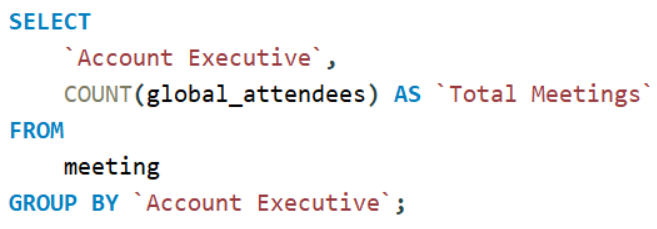 SELECT
`Account Executive`,
COUNT(global_attendees) AS `Total Meetings`
FROM
meeting
GROUP BY `Account Executive`;